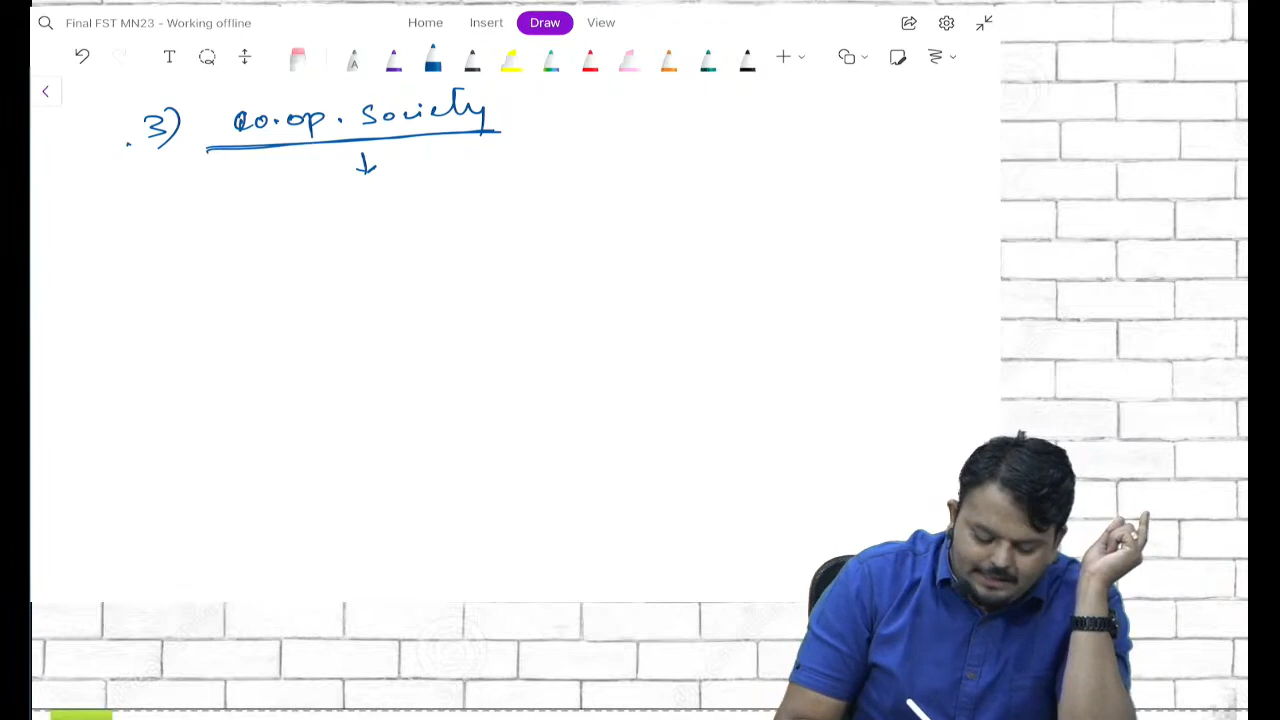 Final FST MN23 - Working offline
Home Insert Draw View
T
A
3) Co.op. Society